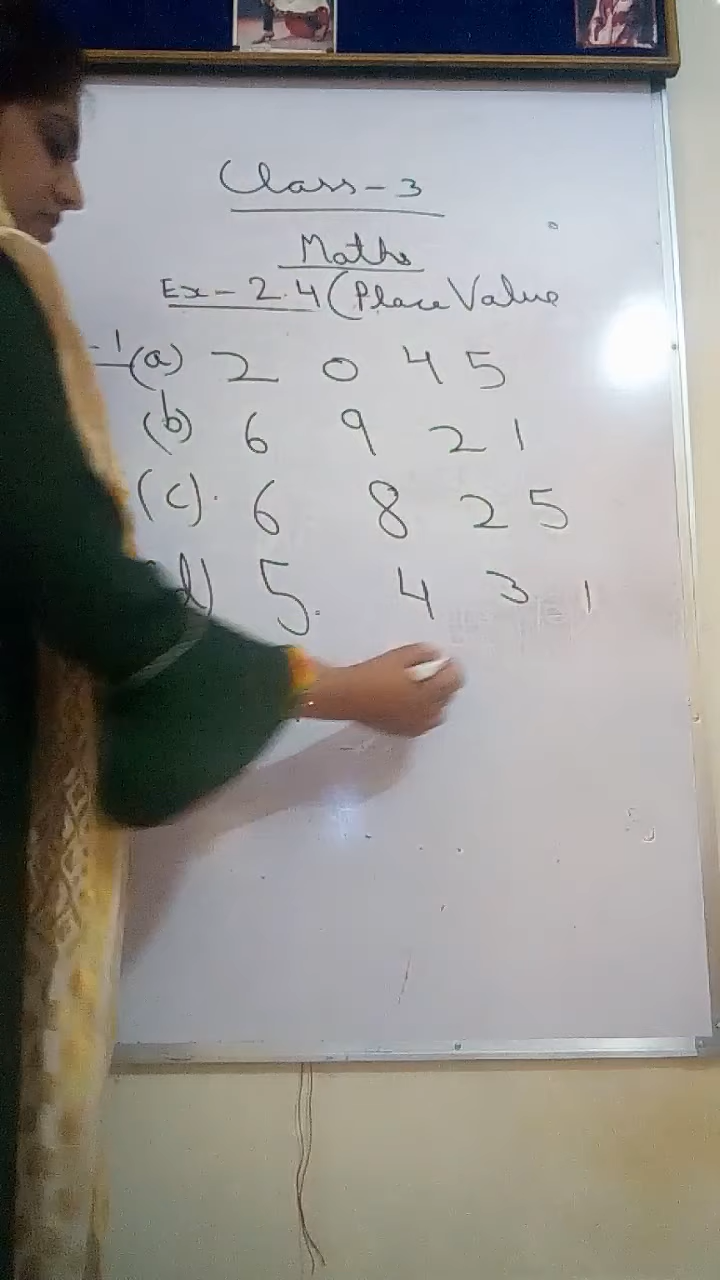 Class-3
Maths
Ex-2.4 (Place Value
-1 (a) 2 0 4 5
(b) 6 9 2 1
(c). 6 8 2 5
d) 5. 4 3 1